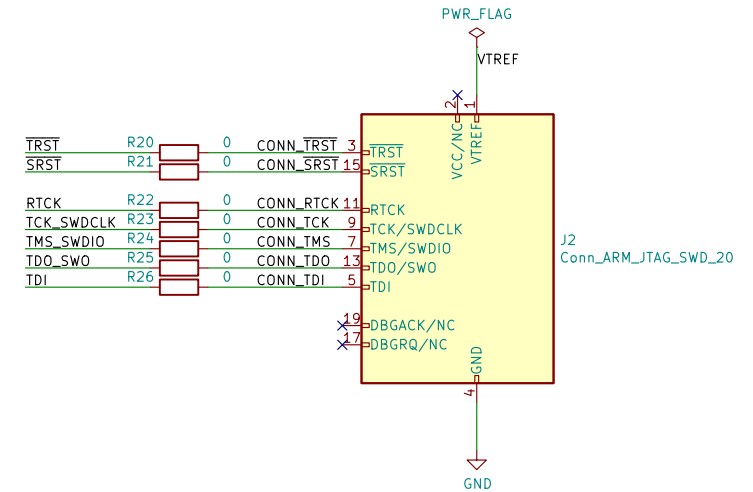 PWR_FLAG
VTREF
2
1
VCC/NC
VTREF
TRST R20 0 CONN_TRST 3 TRST
SRST R21 0 CONN_SRST 15 SRST
RTCK R22 0 CONN_RTCK 11 RTCK
TCK_SWDCLK R23 0 CONN_TCK 9 TCK/SWDCLK
TMS_SWDIO R24 0 CONN_TMS 7 TMS/SWDIO
TDO_SWO R25 0 CONN_TDO 13 TDO/SWO
TDI R26 0 CONN_TDI 5 TDI
J2
Conn_ARM_JTAG_SWD_20
19 DBGACK/NC
17 DBGRQ/NC
GND
4
GND